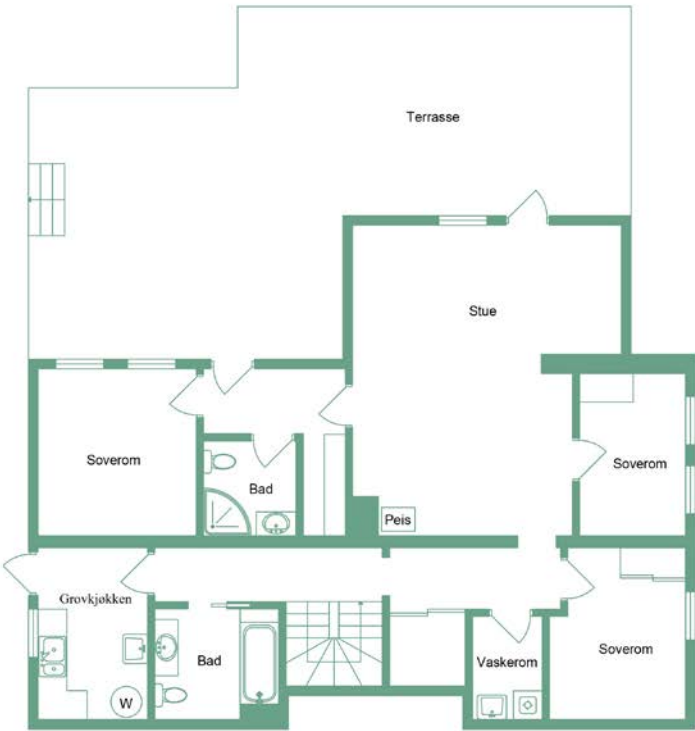 Terrasse
Stue
Soverom
Bad
Soverom
Peis
Grovkjøkken
Bad
Vaskerom
Soverom
W